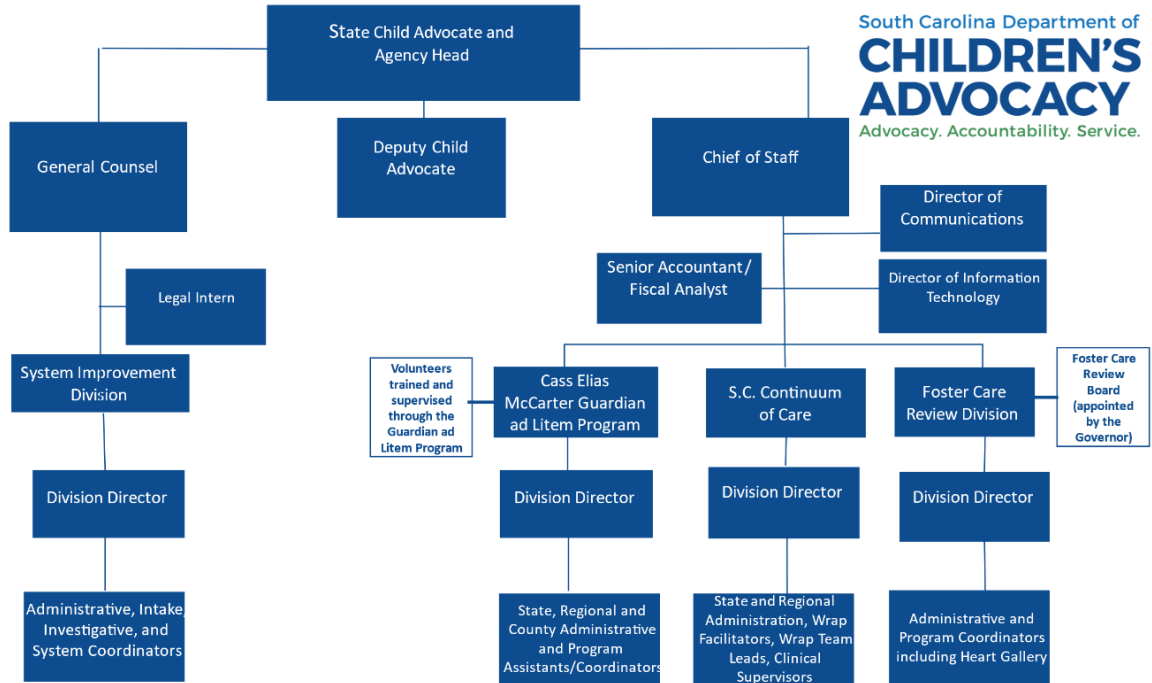 South Carolina Department of
CHILDREN'S
ADVOCACY
Advocacy. Accountability. Service.
State Child Advocate and
Agency Head
General Counsel
Deputy Child
Advocate
Chief of Staff
Director of
Communications
Senior Accountant/
Fiscal Analyst
Director of Information
Technology
Legal Intern
System Improvement
Division
Volunteers
trained and
supervised
through the
Guardian ad
Litem Program
Cass Elias
McCarter Guardian
ad Litem Program
S.C. Continuum
of Care
Foster Care
Review Division
Foster Care
Review
Board
(appointed
by the
Governor)
Division Director
Division Director
Division Director
Division Director
Administrative, Intake,
Investigative, and
System Coordinators
State, Regional and
County Administrative
and Program
Assistants/Coordinators
State and Regional
Administration, Wrap
Facilitators, Wrap Team
Leads, Clinical
Supervisors
Administrative and
Program Coordinators
including Heart Gallery